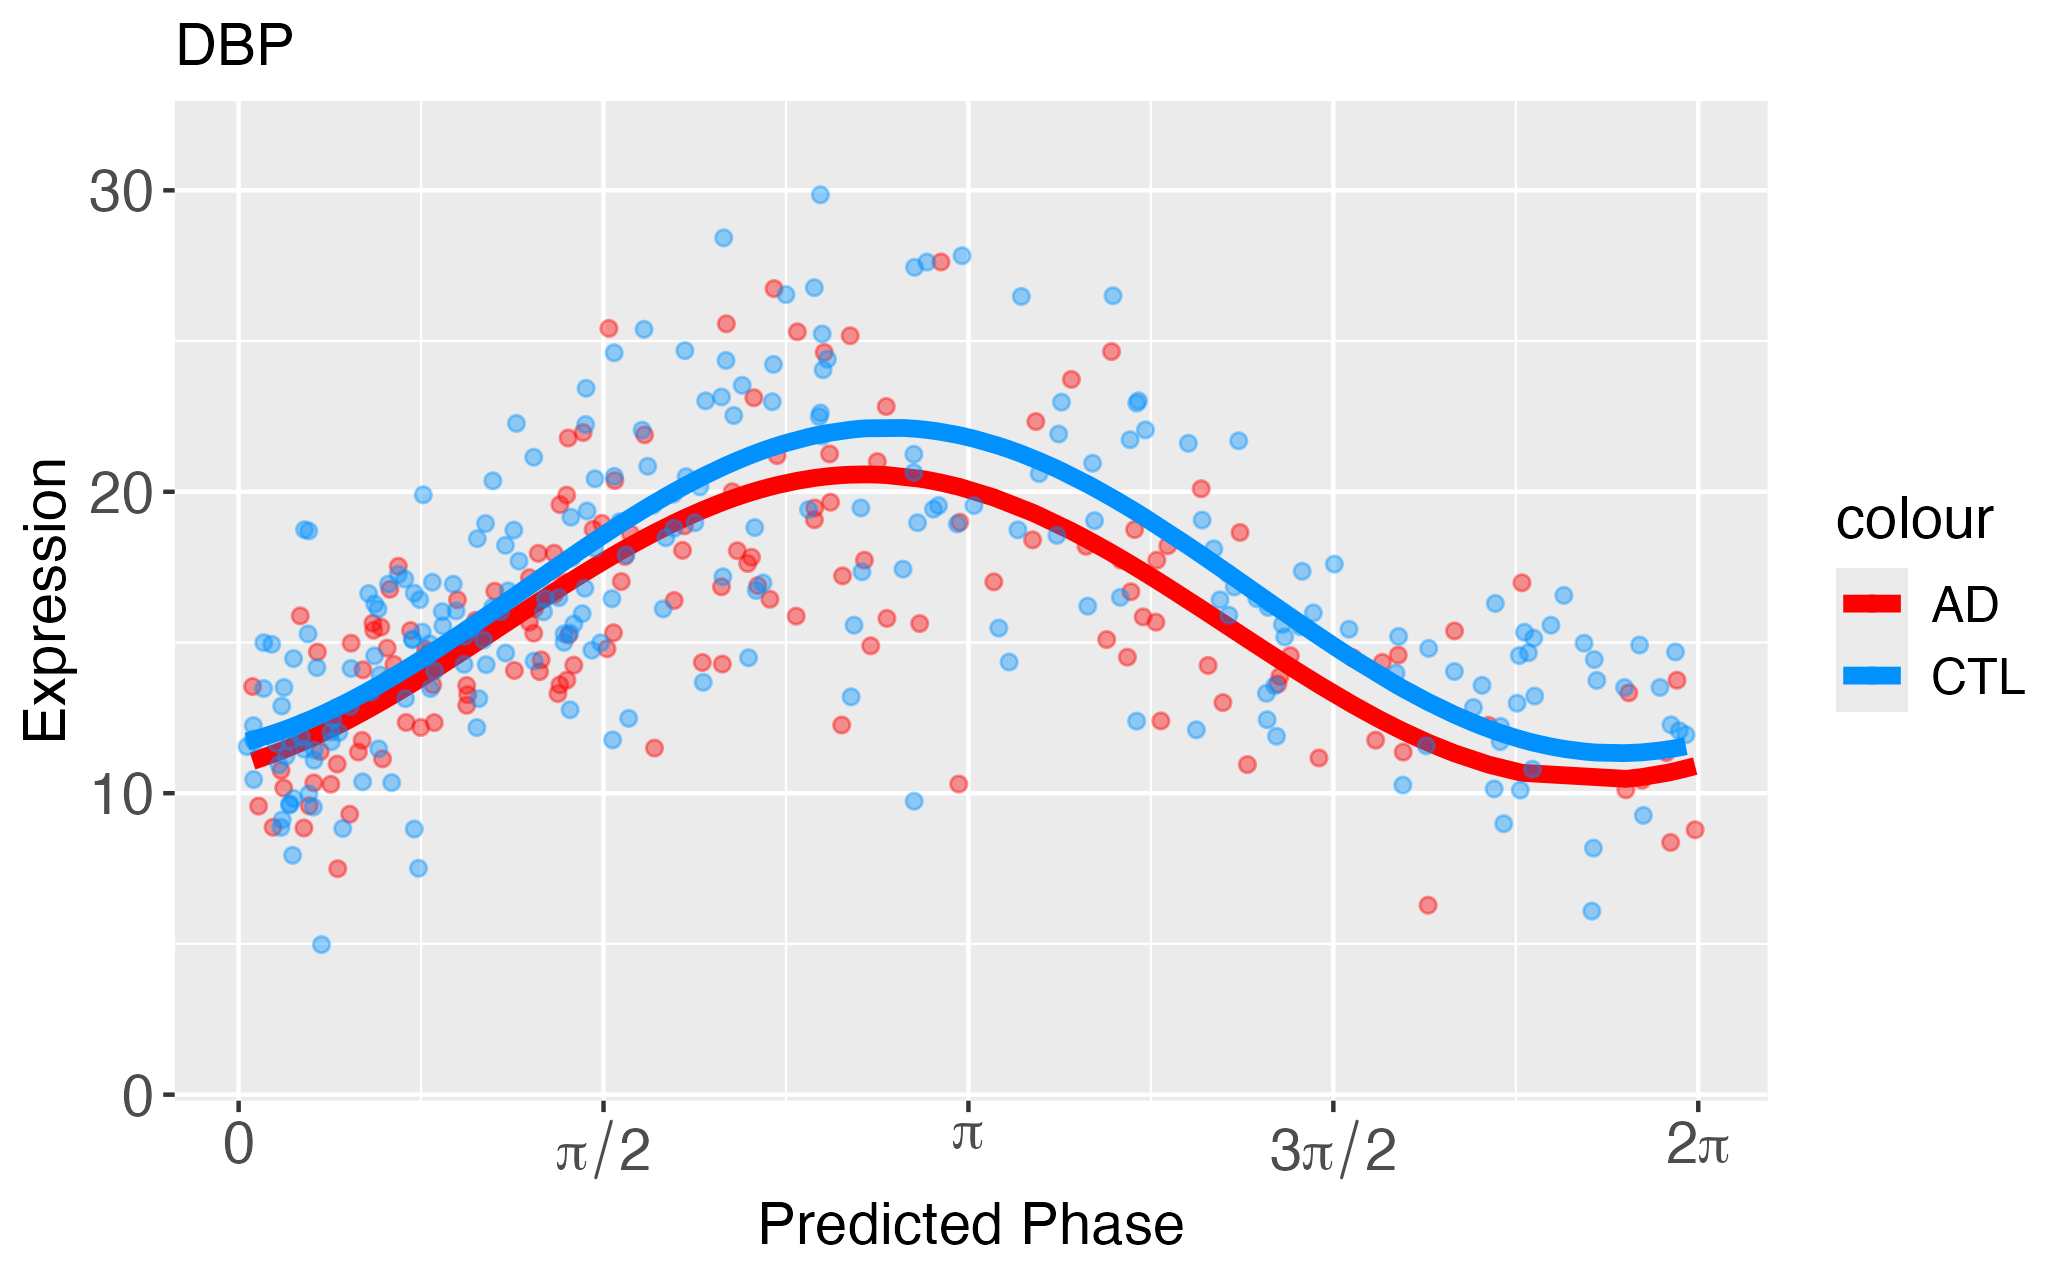 DBP
30
20
10
0
Expression
0
π/2
π
3π/2
2π
Predicted Phase
colour
AD
CTL